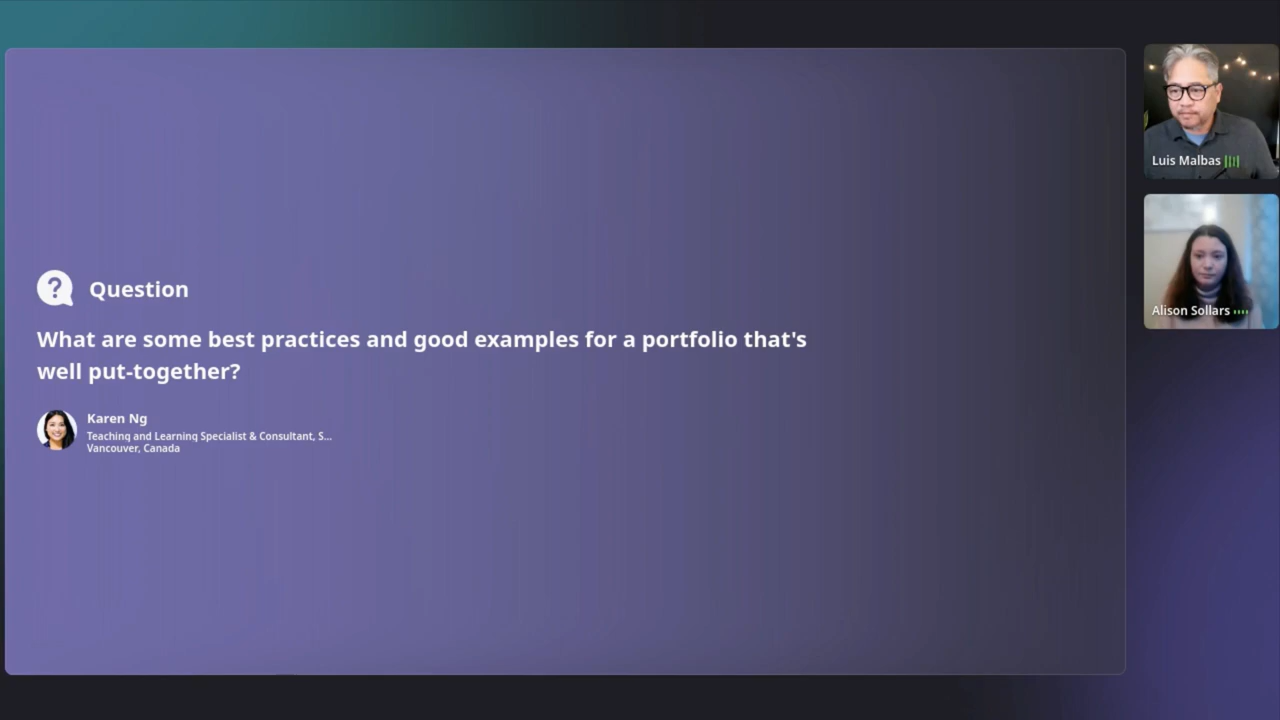 Question
What are some best practices and good examples for a portfolio that's
well put-together?
Karen Ng
Teaching and Learning Specialist & Consultant, S...
Vancouver, Canada
Luis Malbas
Alison Sollars